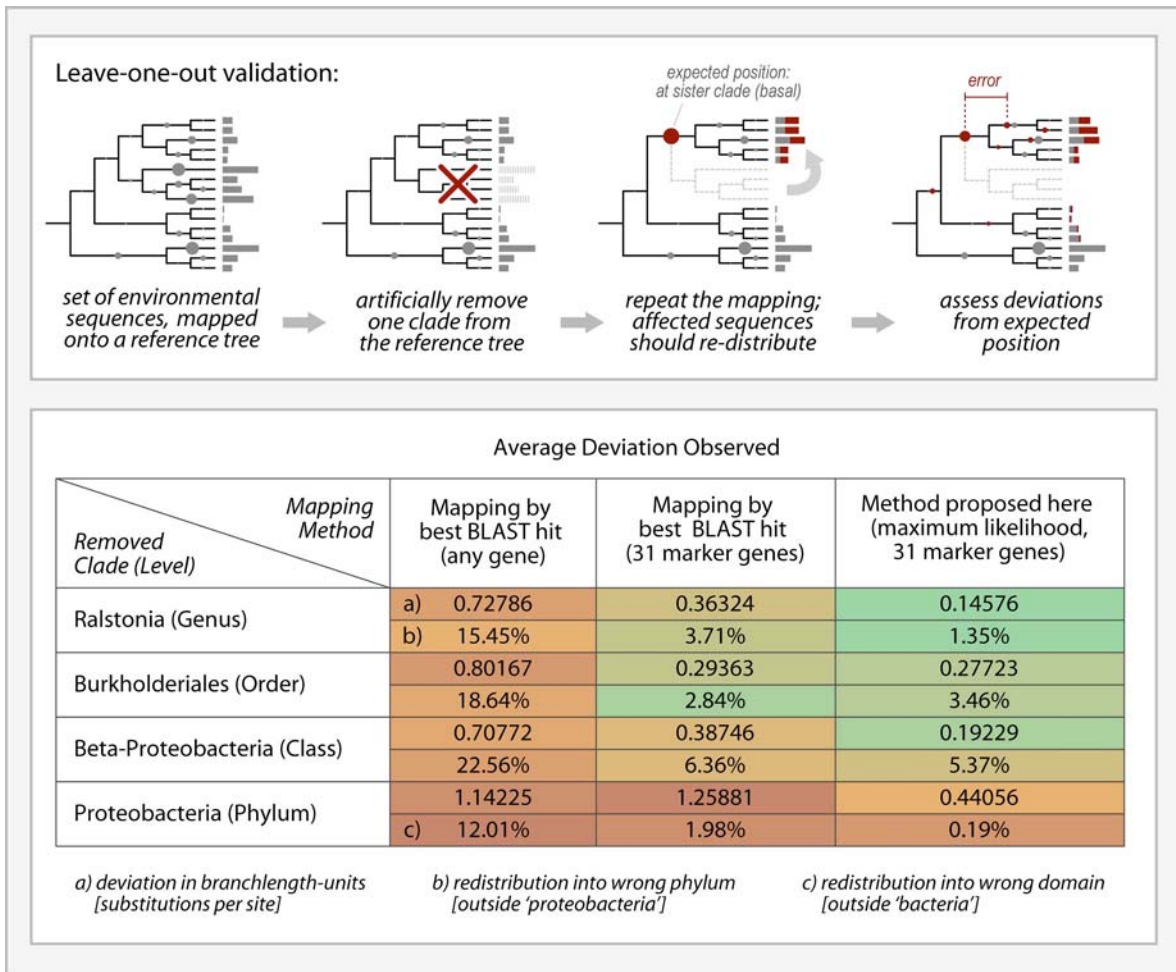 Leave-one-out validation:
expected position:
at sister clade (basal)
error
set of environmental
sequences, mapped
onto a reference tree
artificially remove
one clade from
the reference tree
repeat the mapping;
affected sequences
should re-distribute
assess deviations
from expected
position
Average Deviation Observed
Mapping
Method
Removed
Clade (Level)
Mapping by
best BLAST hit
(any gene)
Mapping by
best BLAST hit
(31 marker genes)
Method proposed here
(maximum likelihood,
31 marker genes)
Ralstonia (Genus)
a) 0.72786 0.36324 0.14576
b) 15.45% 3.71% 1.35%
Burkholderiales (Order)
0.80167 0.29363 0.27723
18.64% 2.84% 3.46%
Beta-Proteobacteria (Class)
0.70772 0.38746 0.19229
22.56% 6.36% 5.37%
Proteobacteria (Phylum)
1.14225 1.25881 0.44056
c) 12.01% 1.98% 0.19%
a) deviation in branchlength-units
[substitutions per site]
b) redistribution into wrong phylum
[outside ‘proteobacteria’]
c) redistribution into wrong domain
[outside ‘bacteria’]